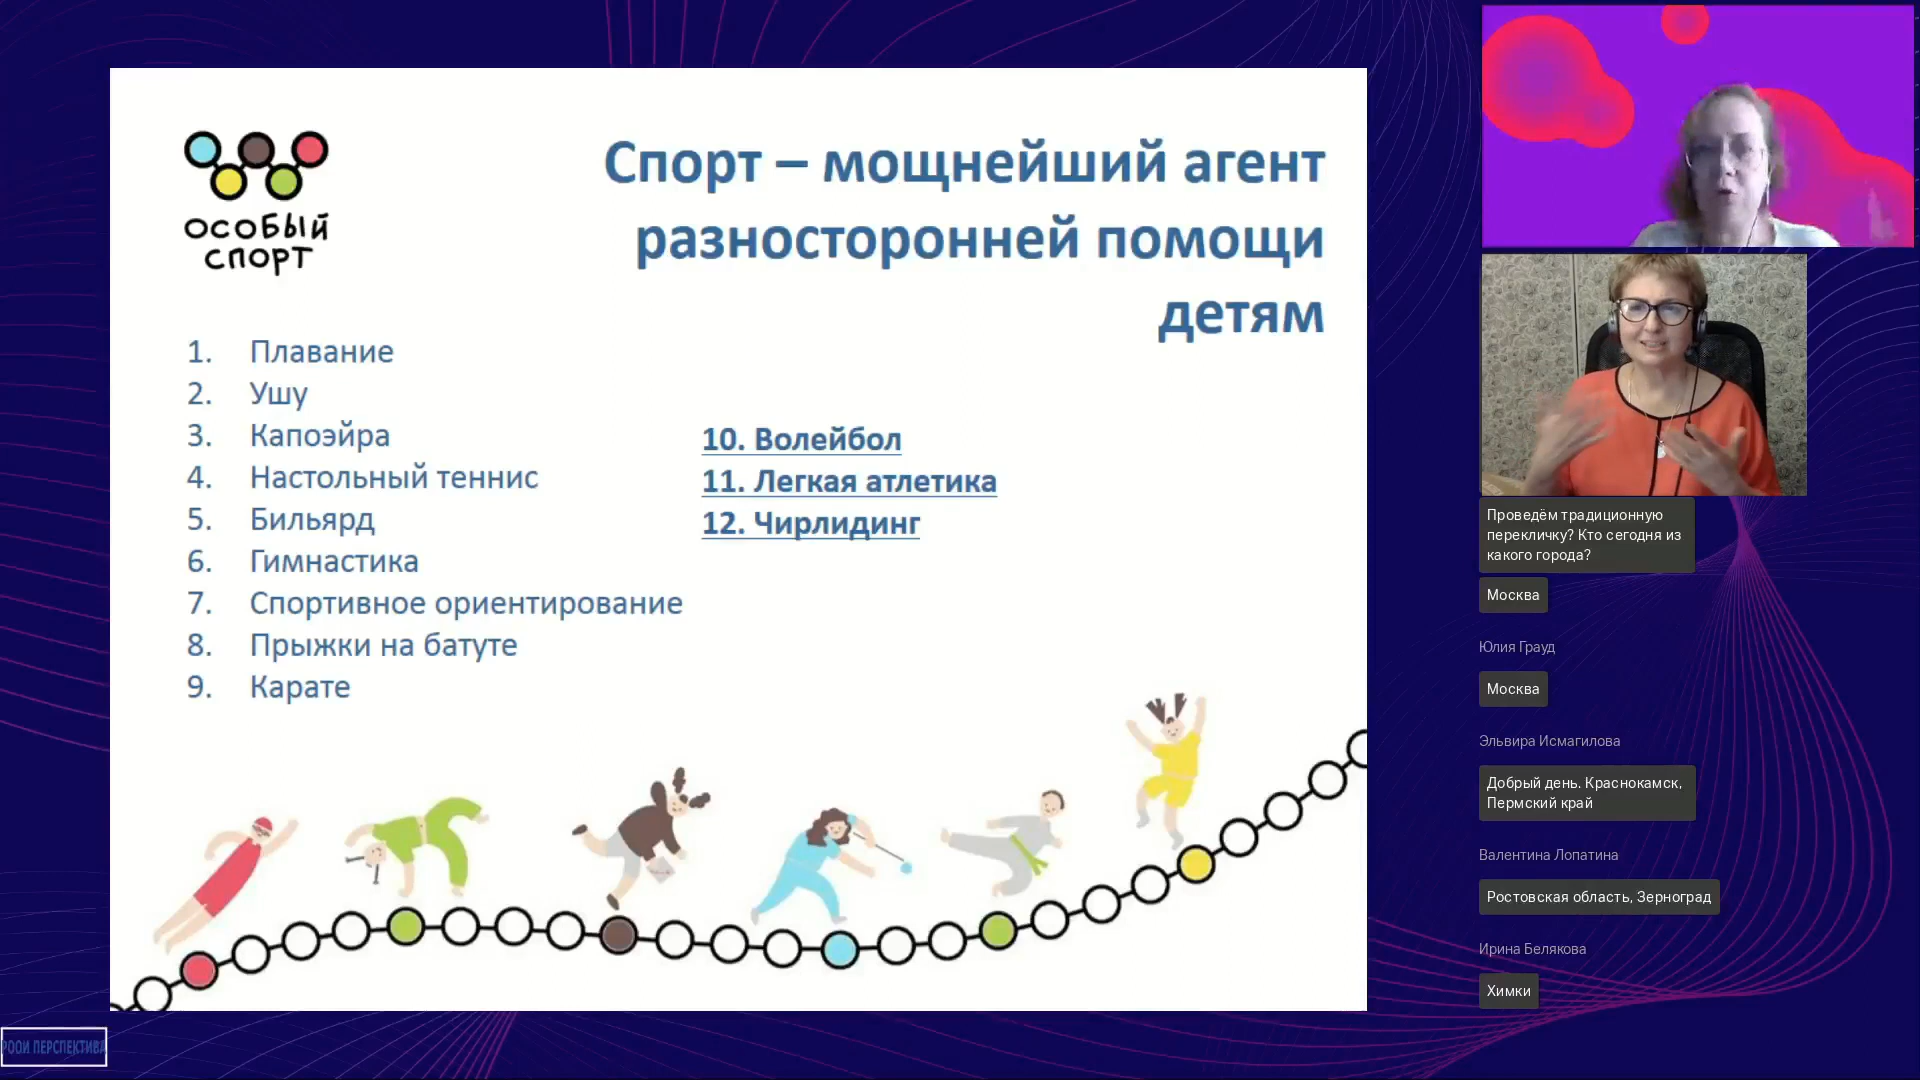 ОСОБЫЙ
СПОРТ
Спорт – мощнейший агент
разносторонней помощи
детям
1. Плавание
2. Ушу
3. Капоэйра
4. Настольный теннис
5. Бильярд
6. Гимнастика
7. Спортивное ориентирование
8. Прыжки на батуте
9. Карате
10. Волейбол
11. Легкая атлетика
12. Чирлидинг
Проведём традиционную
перекличку? Кто сегодня из
какого города?
Москва
Юлия Грауд
Москва
Эльвира Исмагилова
Добрый день. Краснокамск,
Пермский край
Валентина Лопатина
Ростовская область, Зерноград
Ирина Белякова
Химки
РООИ ПЕРСПЕКТИВА